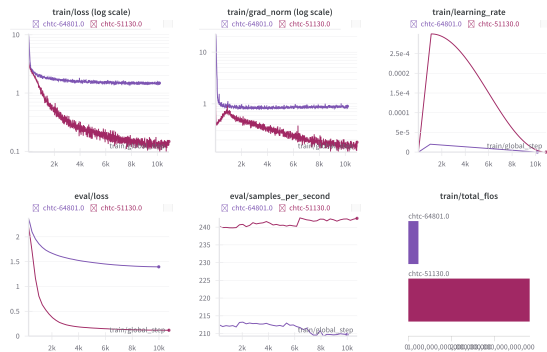 train/loss (log scale)
chtc-64801.0 chtc-51130.0
10
1
0.1
2k 4k 6k 8k 10k
train/global_step
train/grad_norm (log scale)
chtc-64801.0 chtc-51130.0
10
1
2k 4k 6k 8k 10k
train/global_step
train/learning_rate
chtc-64801.0 chtc-51130.0
2.5e-4
0.0002
1.5e-4
0.0001
5e-5
0
2k 4k 6k 8k 10k
train/global_step
eval/loss
chtc-64801.0 chtc-51130.0
2
1.5
1
0.5
0
2k 4k 6k 8k 10k
train/global_step
eval/samples_per_second
chtc-64801.0 chtc-51130.0
240
235
230
225
220
215
210
2k 4k 6k 8k 10k
train/global_step
train/total_flos
chtc-64801.0
chtc-51130.0